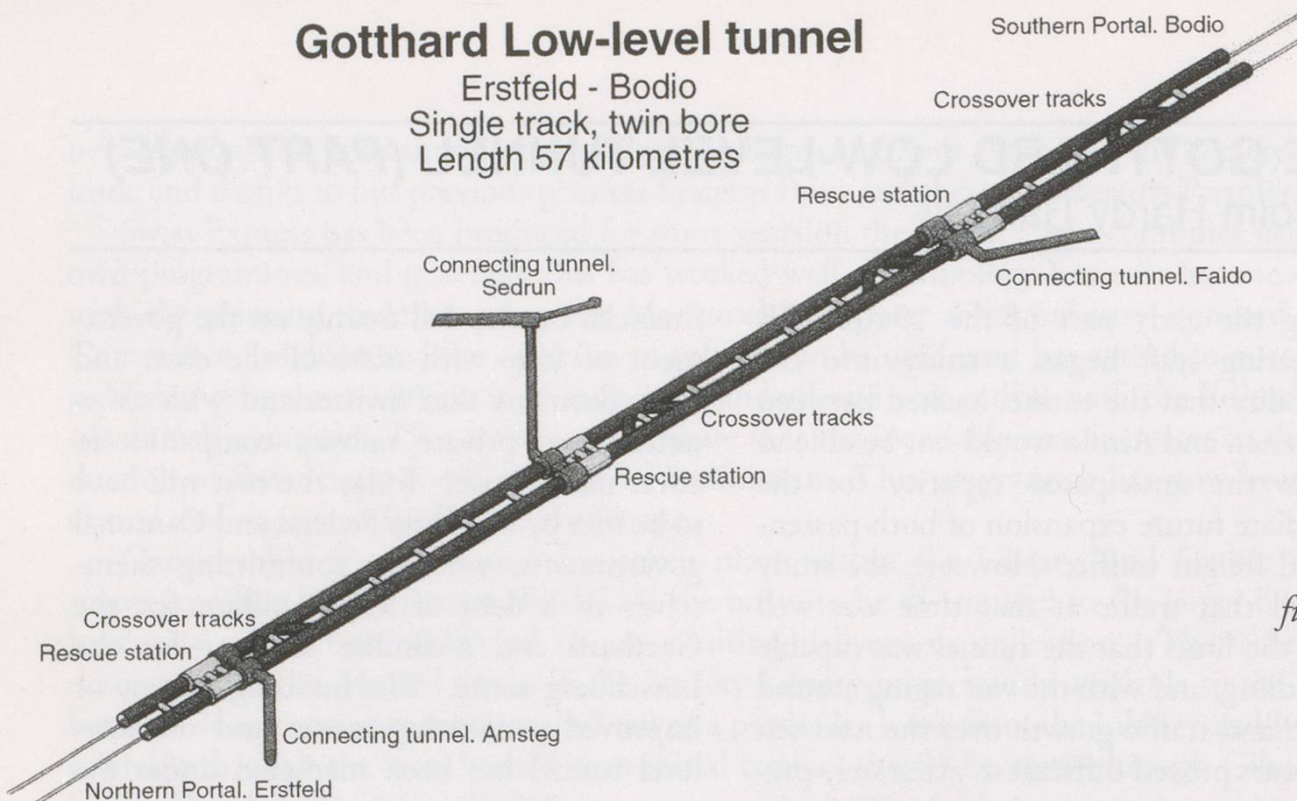 Gotthard Low-level tunnel
Erstfeld - Bodio
Single track, twin bore
Length 57 kilometres
Southern Portal. Bodio
Crossover tracks
Rescue station
Connecting tunnel. Faido
Connecting tunnel.
Sedrun
Crossover tracks
Rescue station
Crossover tracks
Rescue station
Connecting tunnel. Amsteg
Northern Portal. Erstfeld